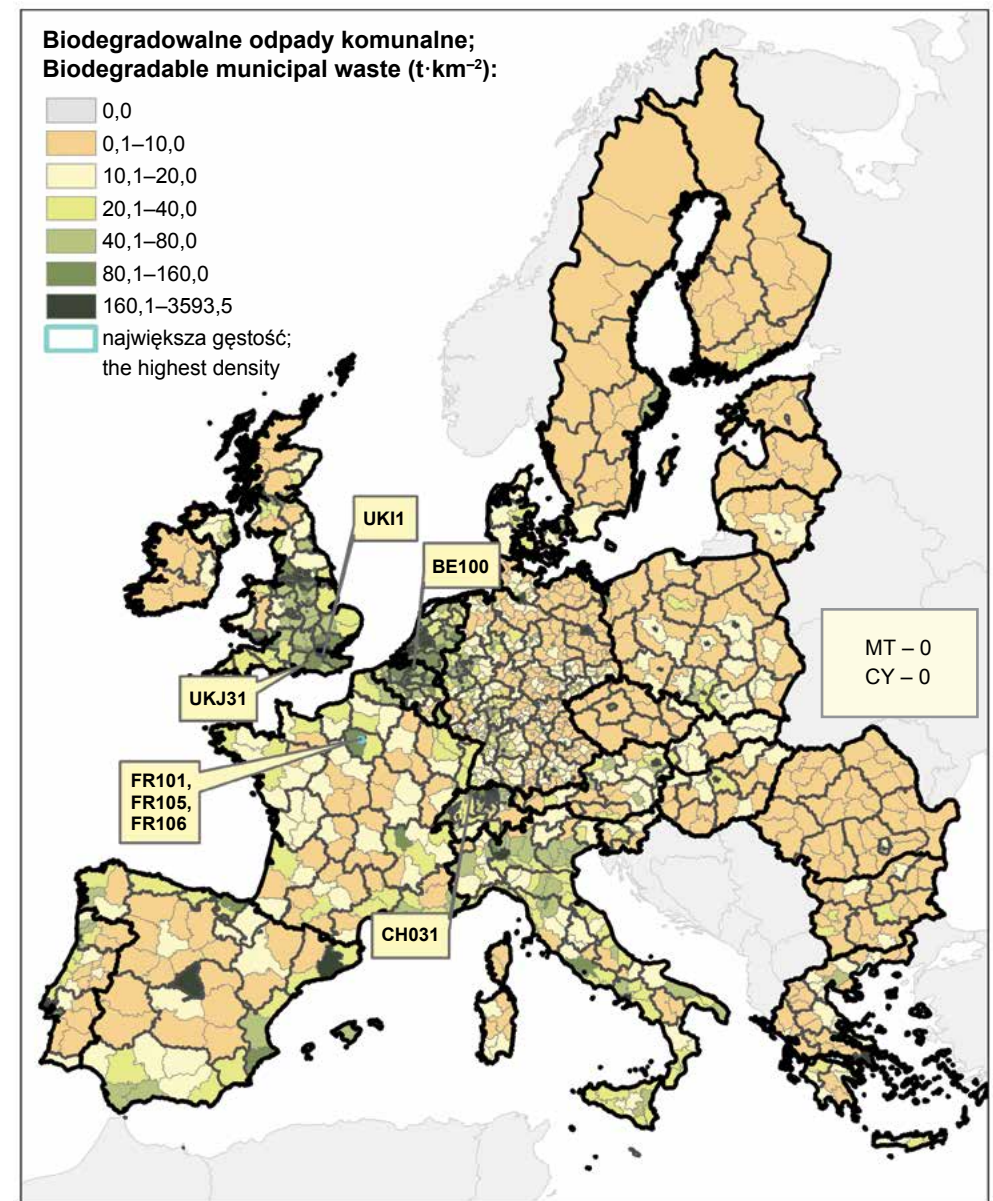 Biodegradowalne odpady komunalne;
Biodegradable municipal waste (t·km⁻²):
0,0
0,1–10,0
10,1–20,0
20,1–40,0
40,1–80,0
80,1–160,0
160,1–3593,5
największa gęstość;
the highest density
UKI1
BE100
MT – 0
CY – 0
UKJ31
FR101,
FR105,
FR106
CH031